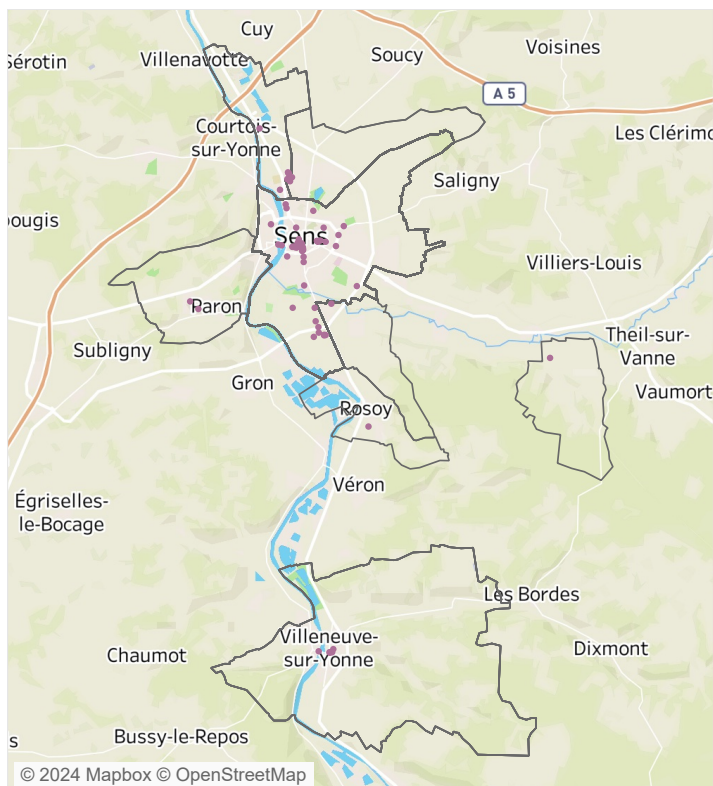 Cuy
Voisines
Soucy
Sérotin
Villenavotte
A 5
Courtois-
sur-Yonne
Les Clérimo
Saligny
ougis
Sens
Villiers-Louis
Paron
Theil-sur-
Vanne
Subligny
Gron
Vaumort
Rosoy
Véron
Égriselles-
le-Bocage
Les Bordes
Villeneuve-
sur-Yonne
Dixmont
Chaumot
Bussy-le-Repos
s
© 2024 Mapbox © OpenStreetMap